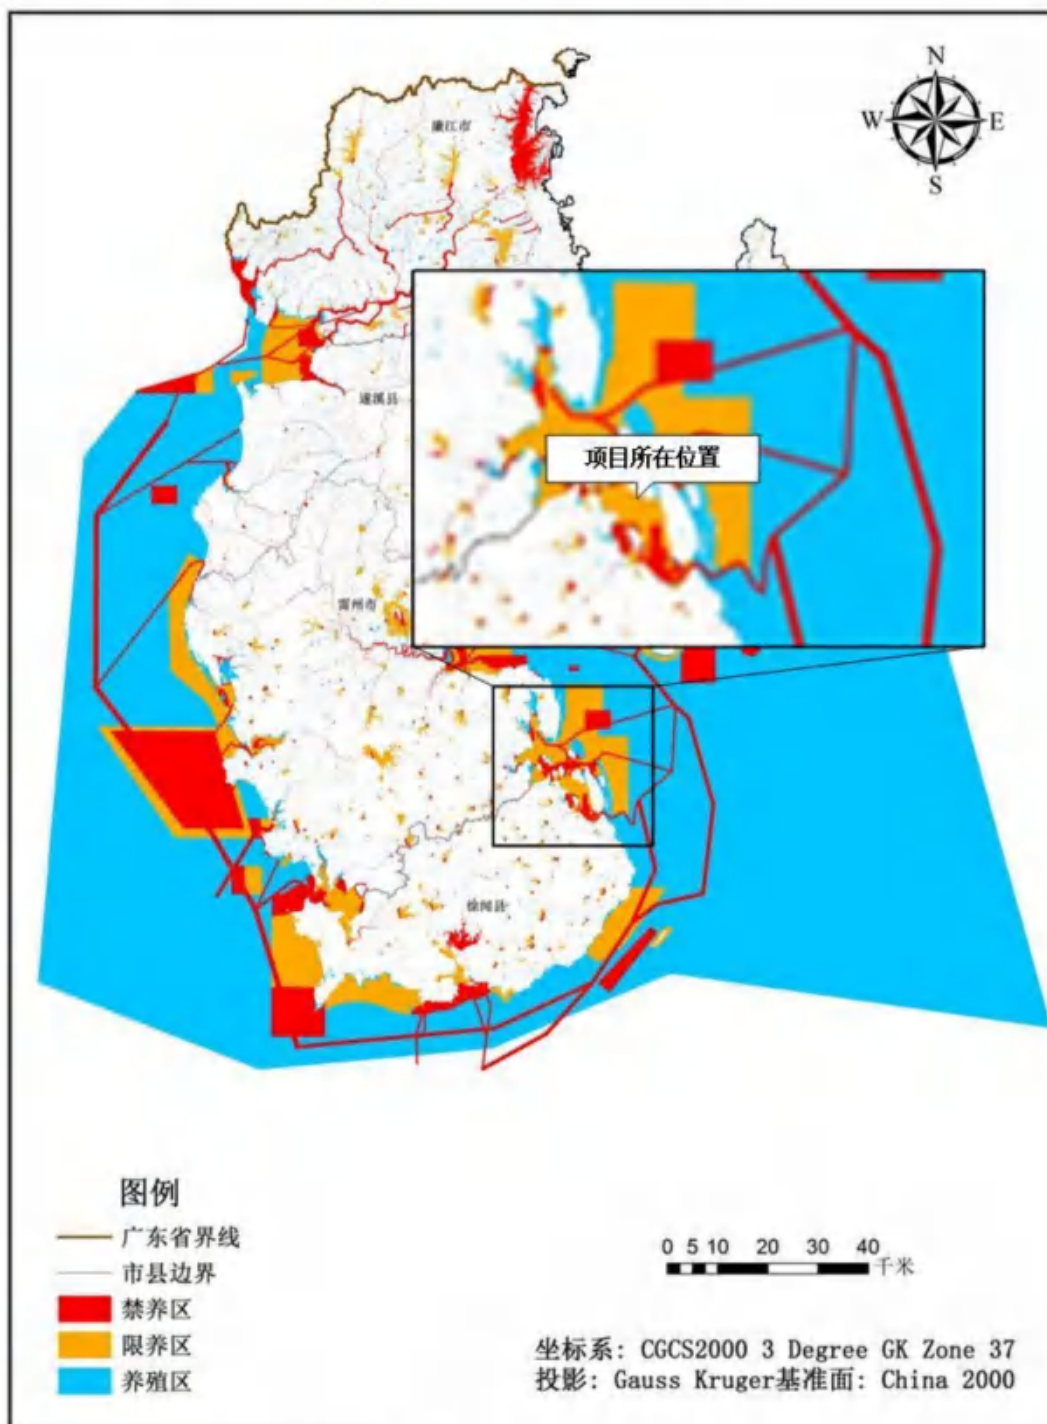 N
W
E
S
廉江市
遂溪县
项目所在位置
雷州市
徐闻县
图例
广东省界线
市县边界
禁养区
限养区
养殖区
0 5 10 20 30 40
千米
坐标系: CGCS2000 3 Degree GK Zone 37
投影: Gauss Kruger基准面: China 2000